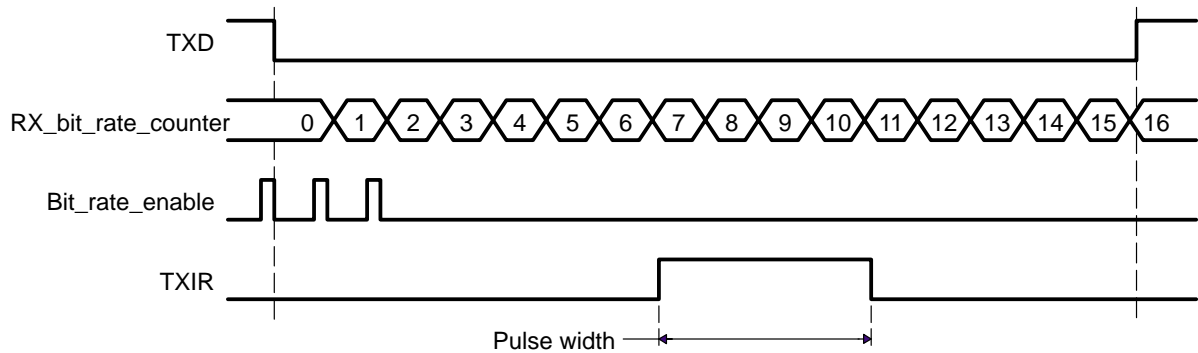 TXD
RX_bit_rate_counter 0 1 2 3 4 5 6 7 8 9 10 11 12 13 14 15 16
Bit_rate_enable
TXIR
Pulse width